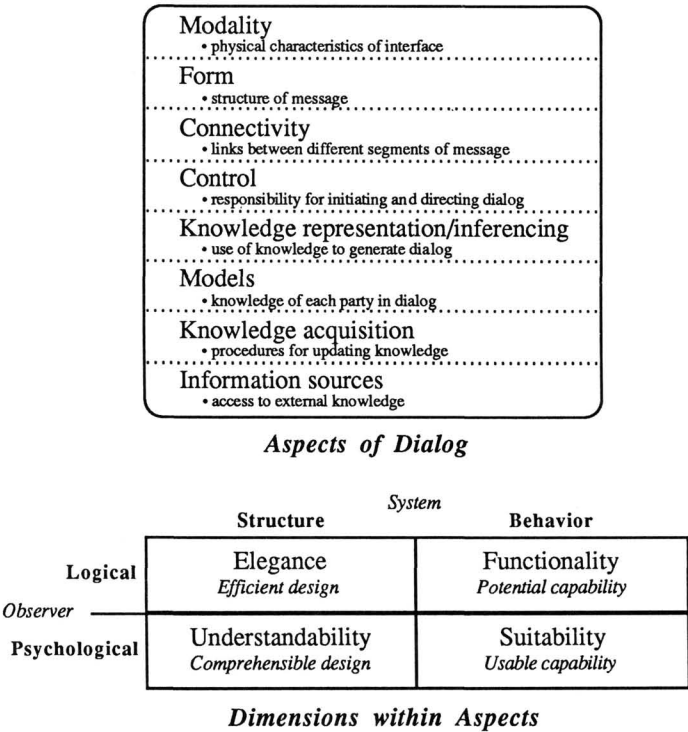 Modality
• physical characteristics of interface
Form
• structure of message
Connectivity
• links between different segments of message
Control
• responsibility for initiating and directing dialog
Knowledge representation/inferencing
• use of knowledge to generate dialog
Models
• knowledge of each party in dialog
Knowledge acquisition
• procedures for updating knowledge
Information sources
• access to external knowledge
Aspects of Dialog
System
Structure Behavior
Logical Elegance Functionality
Efficient design Potential capability
Observer
Psychological Understandability Suitability
Comprehensible design Usable capability
Dimensions within Aspects